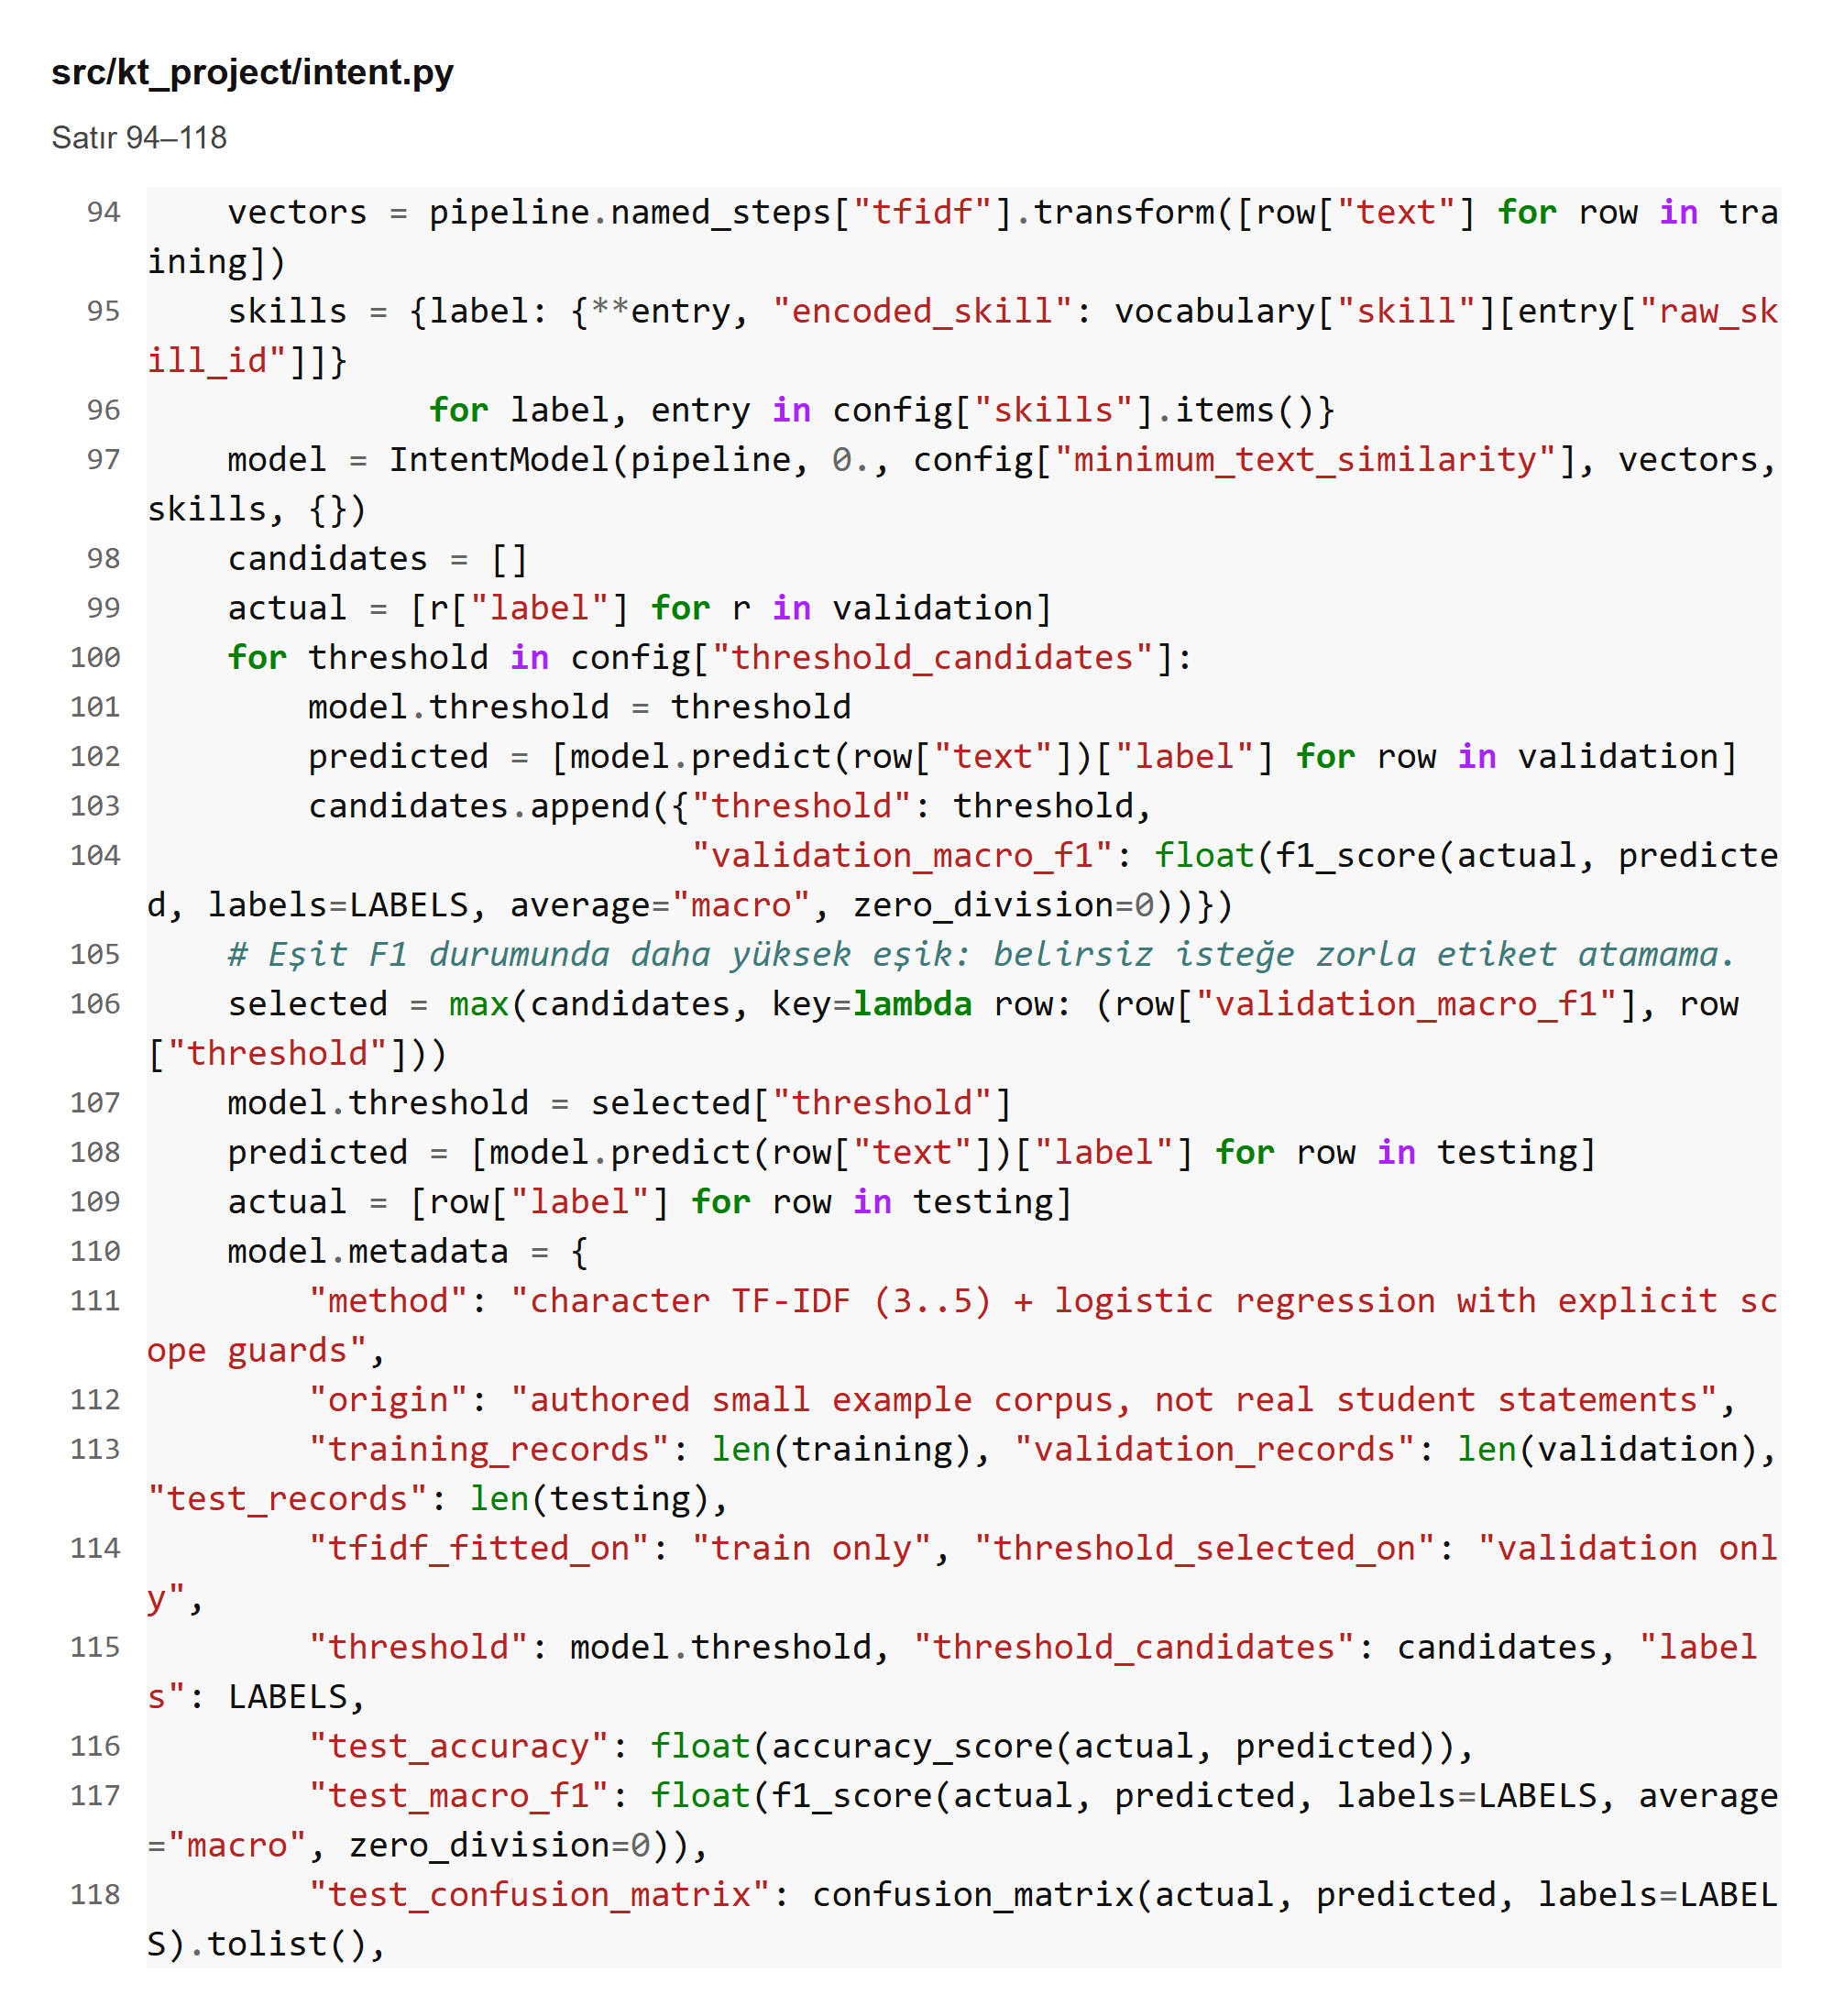 src/kt_project/intent.py
Satır 94–118
94     vectors = pipeline.named_steps["tfidf"].transform([row["text"] for row in tra
ining])
95     skills = {label: {**entry, "encoded_skill": vocabulary["skill"][entry["raw_sk
ill_id"]]}
96               for label, entry in config["skills"].items()}
97     model = IntentModel(pipeline, 0., config["minimum_text_similarity"], vectors,
skills, {})
98     candidates = []
99     actual = [r["label"] for r in validation]
100     for threshold in config["threshold_candidates"]:
101         model.threshold = threshold
102         predicted = [model.predict(row["text"])["label"] for row in validation]
103         candidates.append({"threshold": threshold,
104                            "validation_macro_f1": float(f1_score(actual, predicte
d, labels=LABELS, average="macro", zero_division=0))})
105     # Eşit F1 durumunda daha yüksek eşik: belirsiz isteğe zorla etiket atamama.
106     selected = max(candidates, key=lambda row: (row["validation_macro_f1"], row
["threshold"]))
107     model.threshold = selected["threshold"]
108     predicted = [model.predict(row["text"])["label"] for row in testing]
109     actual = [row["label"] for row in testing]
110     model.metadata = {
111         "method": "character TF-IDF (3..5) + logistic regression with explicit sc
ope guards",
112         "origin": "authored small example corpus, not real student statements",
113         "training_records": len(training), "validation_records": len(validation),
"test_records": len(testing),
114         "tfidf_fitted_on": "train only", "threshold_selected_on": "validation onl
y",
115         "threshold": model.threshold, "threshold_candidates": candidates, "label
s": LABELS,
116         "test_accuracy": float(accuracy_score(actual, predicted)),
117         "test_macro_f1": float(f1_score(actual, predicted, labels=LABELS, average
="macro", zero_division=0)),
118         "test_confusion_matrix": confusion_matrix(actual, predicted, labels=LABEL
S).tolist(),